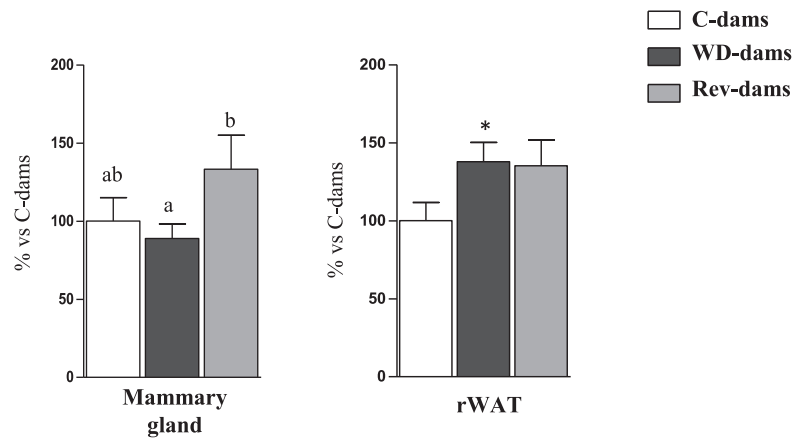 C-dams
WD-dams
Rev-dams
200
150
100
50
0
% vs C-dams
ab
a
b
Mammary
gland
200
150
100
50
0
% vs C-dams
*
rWAT